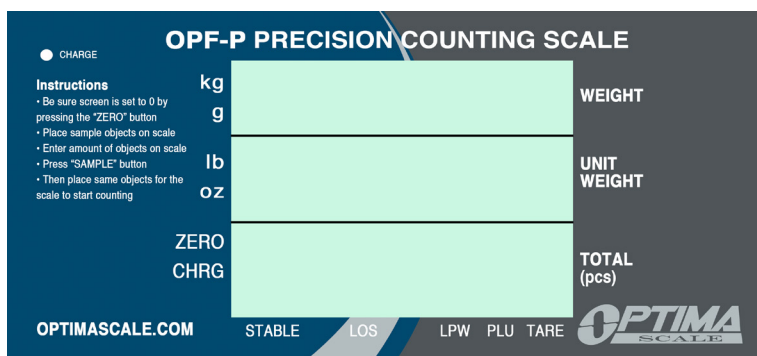 OPF-P PRECISION COUNTING SCALE
CHARGE
Instructions
• Be sure screen is set to 0 by
pressing the “ZERO” button
• Place sample objects on scale
• Enter amount of objects on scale
• Press “SAMPLE” button
• Then place same objects for the
scale to start counting
kg
g
lb
oz
ZERO
CHRG
WEIGHT
UNIT
WEIGHT
TOTAL
(pcs)
OPTIMASCALE.COM
STABLE LOS LPW PLU TARE
OPTIMA
SCALE